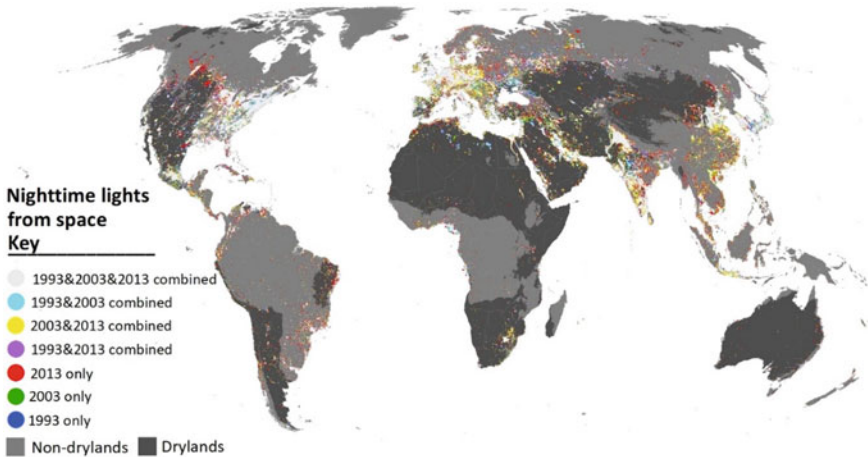 Nighttime lights
from space
Key
1993&2003&2013 combined
1993&2003 combined
2003&2013 combined
1993&2013 combined
2013 only
2003 only
1993 only
Non-drylands Drylands